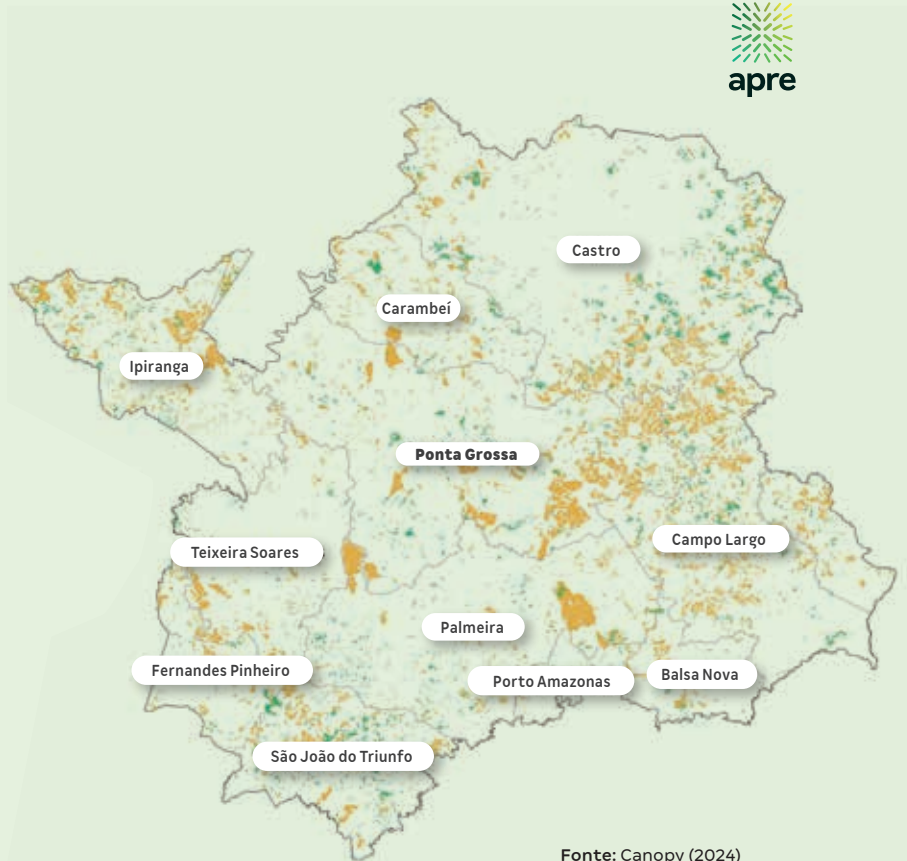 apre
Castro
Carambeí
Ipiranga
Ponta Grossa
Campo Largo
Teixeira Soares
Palmeira
Fernandes Pinheiro
Porto Amazonas
Balsa Nova
São João do Triunfo
Fonte: Canopy (2024)